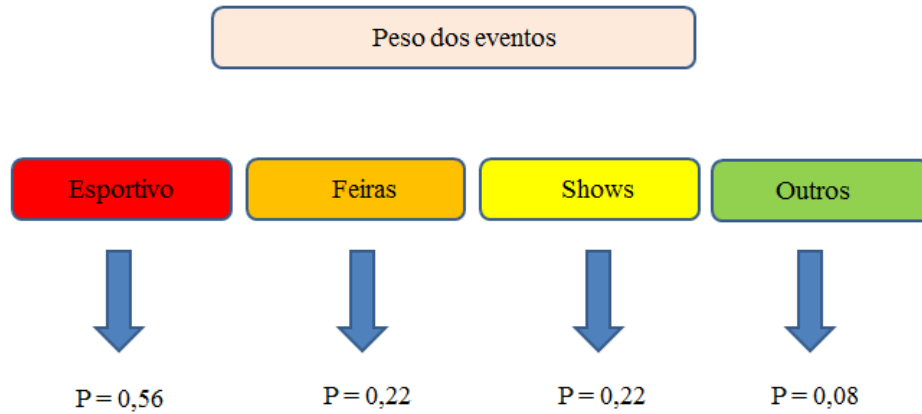 Peso dos eventos
Esportivo
Feiras
Shows
Outros
P = 0,56
P = 0,22
P = 0,22
P = 0,08